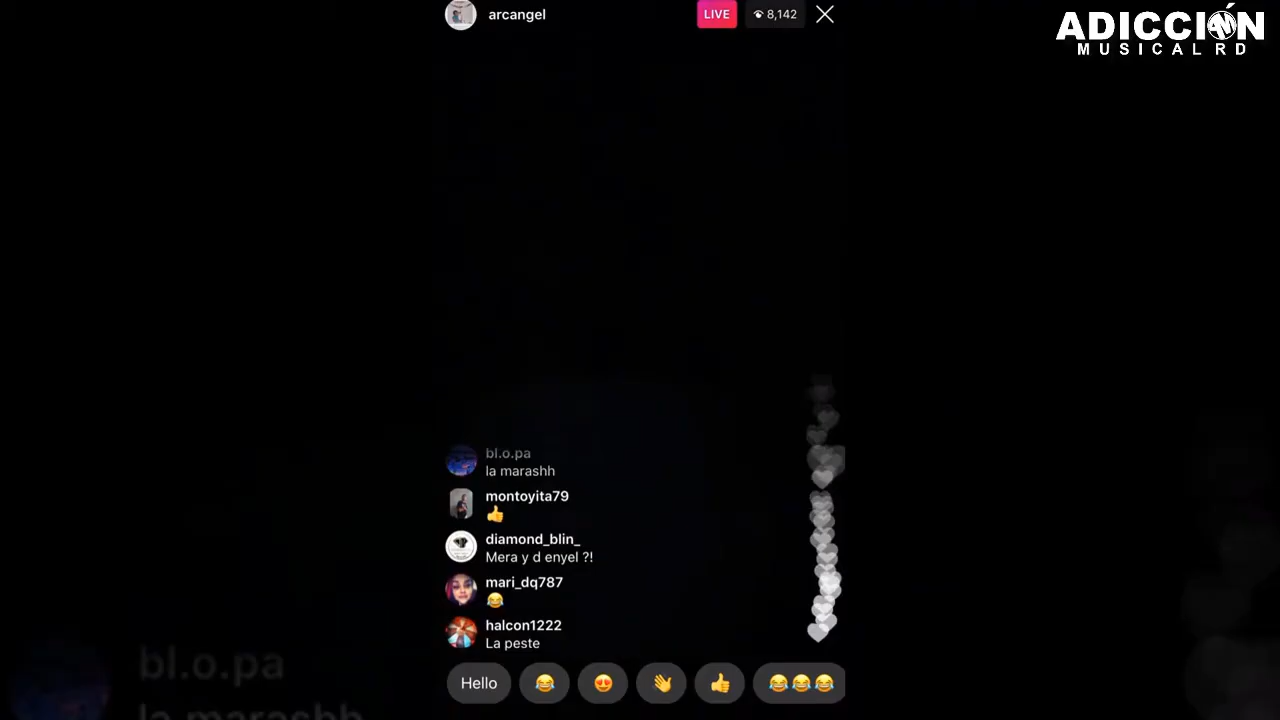 arcangel
LIVE
8,142
ADICCIÓN
MUSICAL RD
bl.o.pa
la marashh
montoyita79
👍
diamond_blin_
Mera y d enyel ?!
mari_dq787
😂
halcon1222
La peste
Hello 😂 😍 👋 👍 😂😂😂
bl.o.pa
la marashh